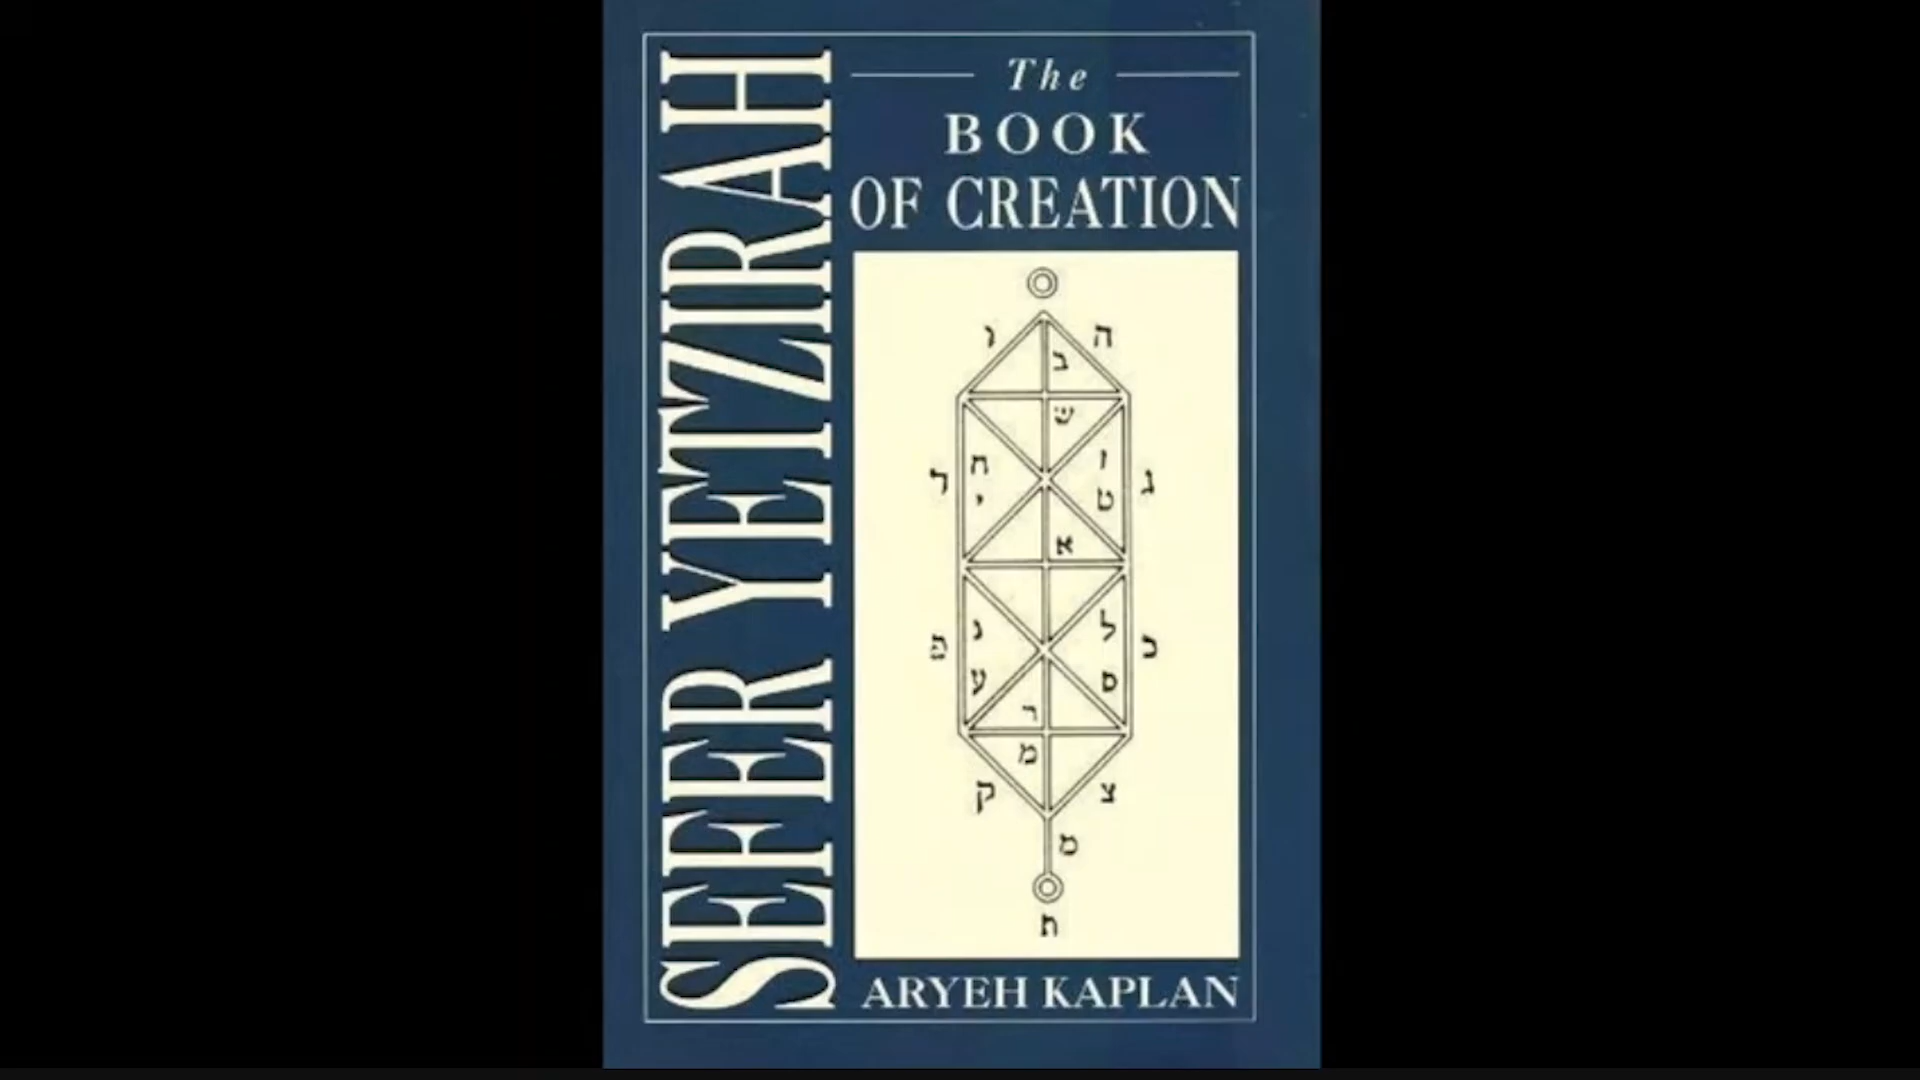 SEFER YETZIRAH
The
BOOK
OF CREATION
ו ה
ב
ש
ח ז
ל ג
י ט
א
נ ל
פ כ
ע ס
ר
מ
ק צ
מ
ת
ARYEH KAPLAN